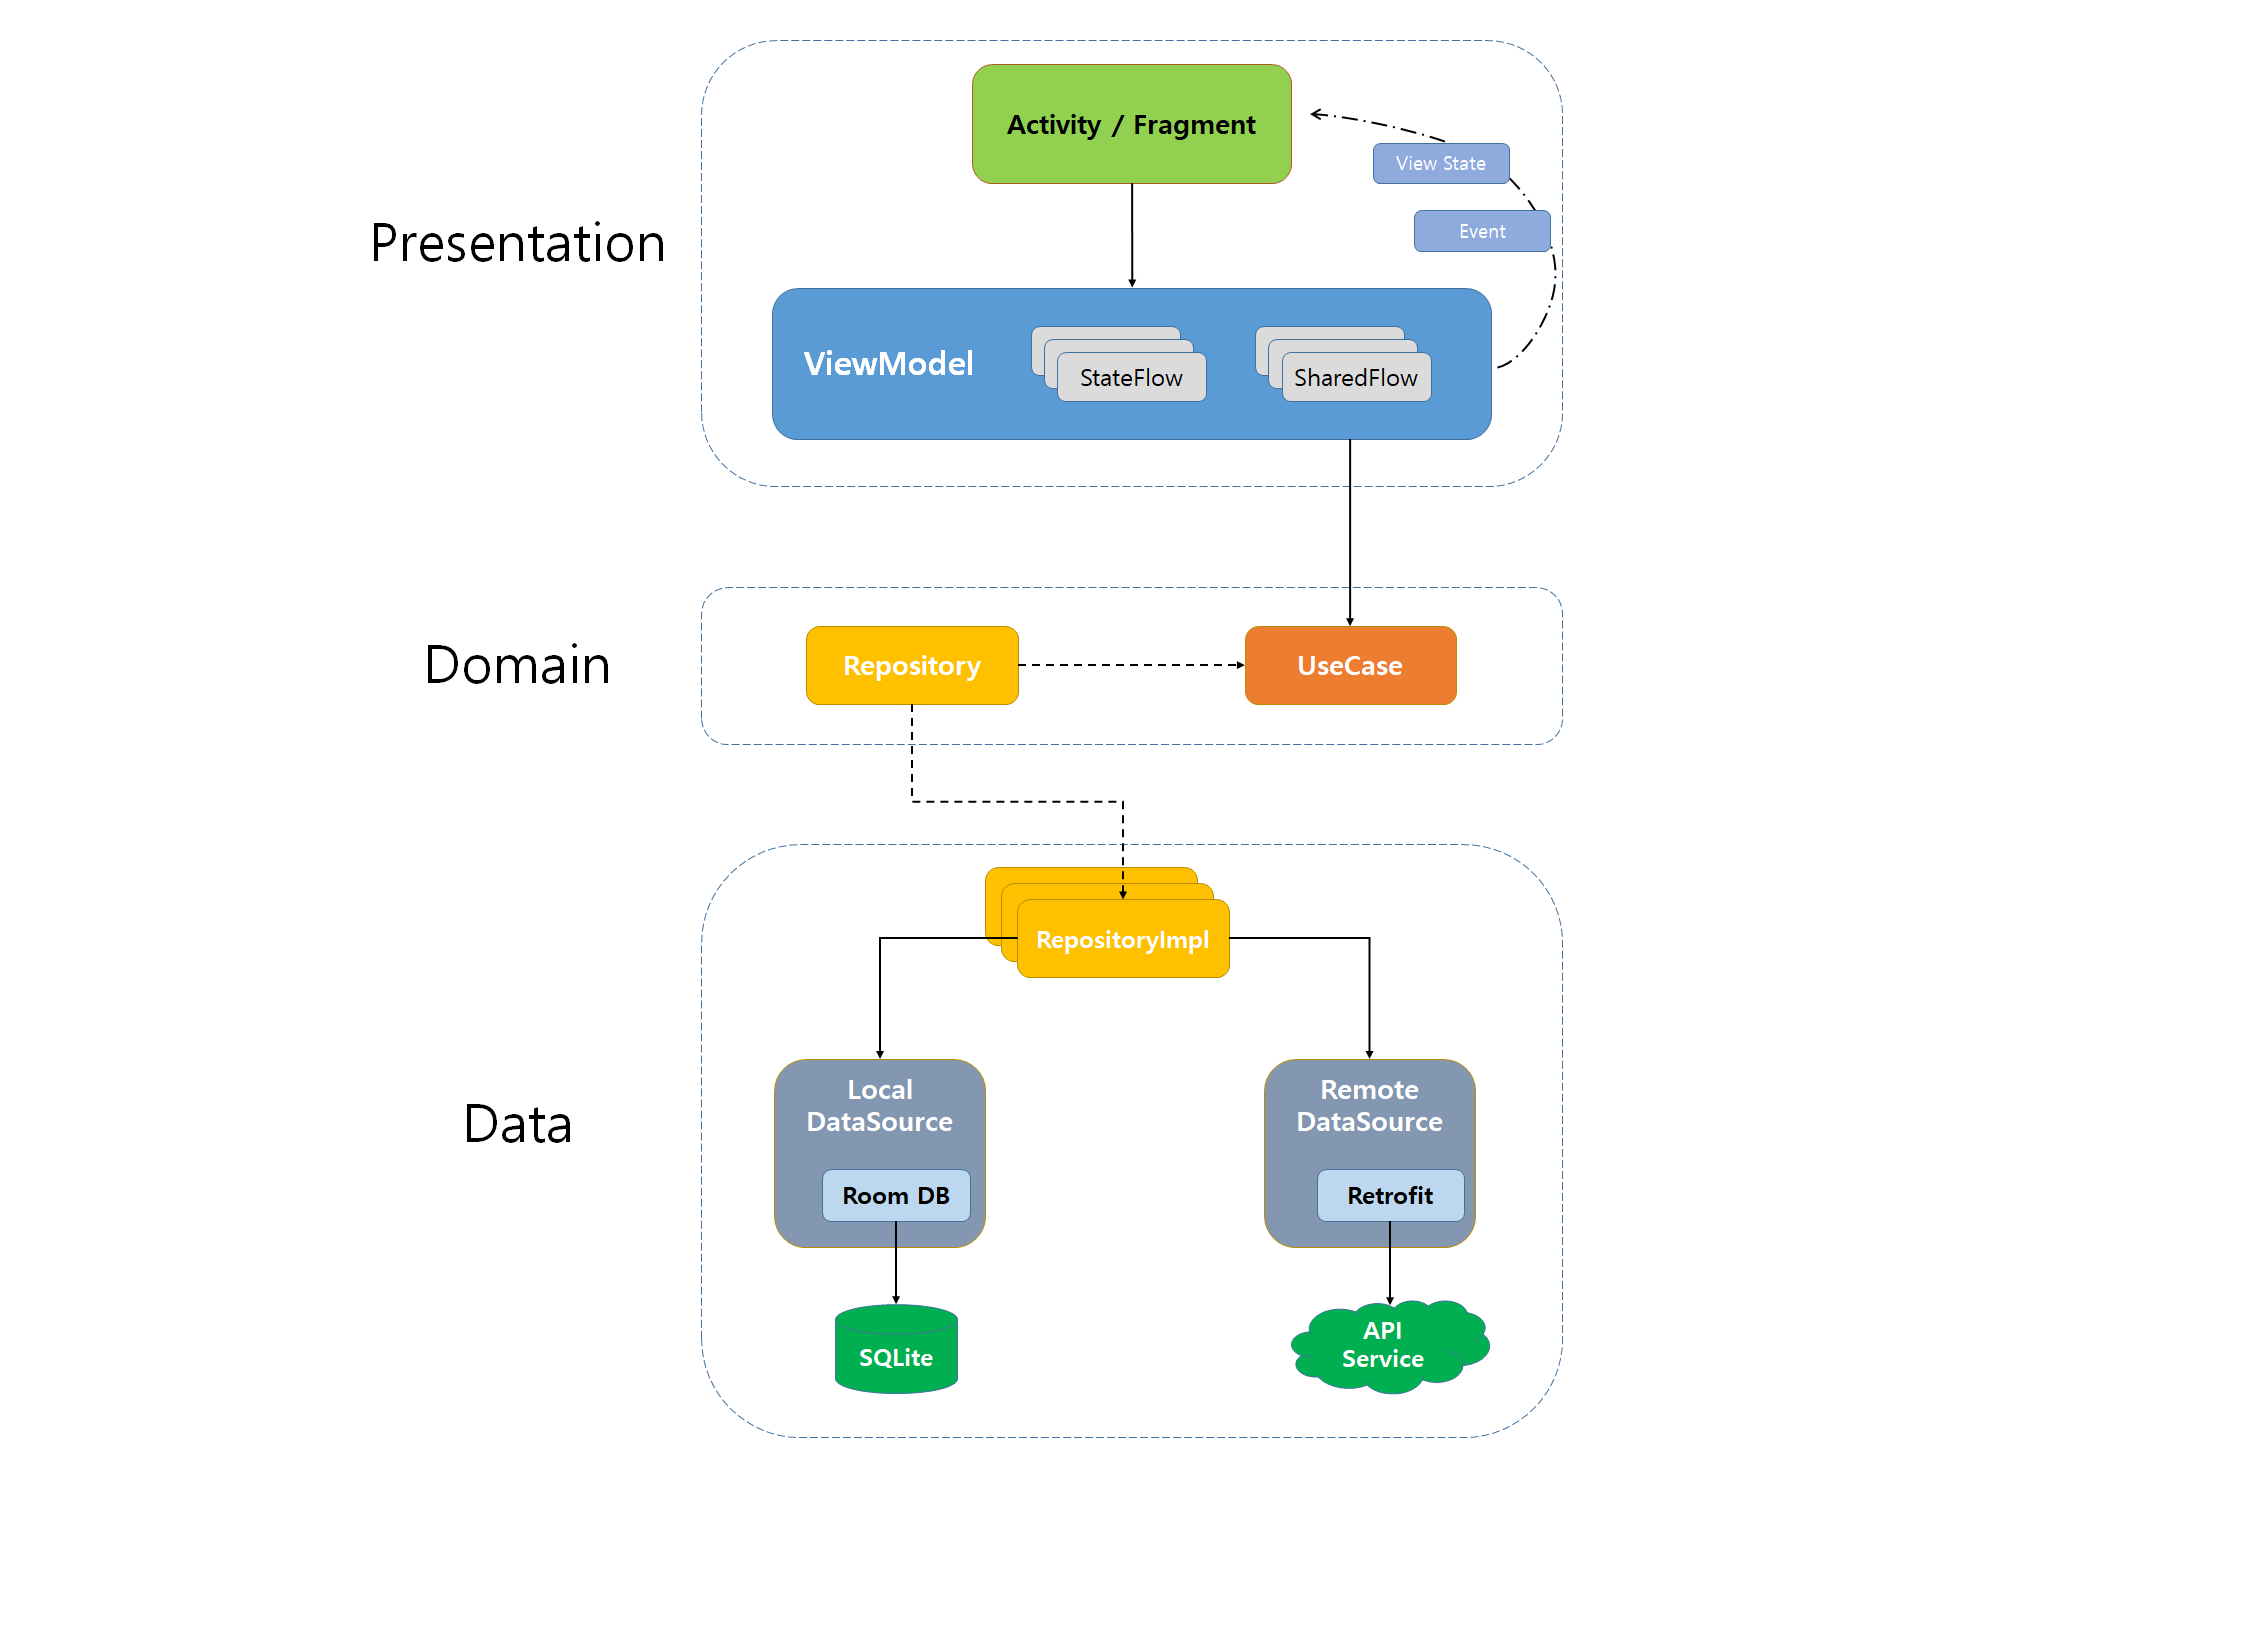 Presentation
Activity / Fragment
View State
Event
ViewModel
StateFlow
SharedFlow
Domain
Repository
UseCase
Data
RepositoryImpl
Local
DataSource
Room DB
SQLite
Remote
DataSource
Retrofit
API
Service